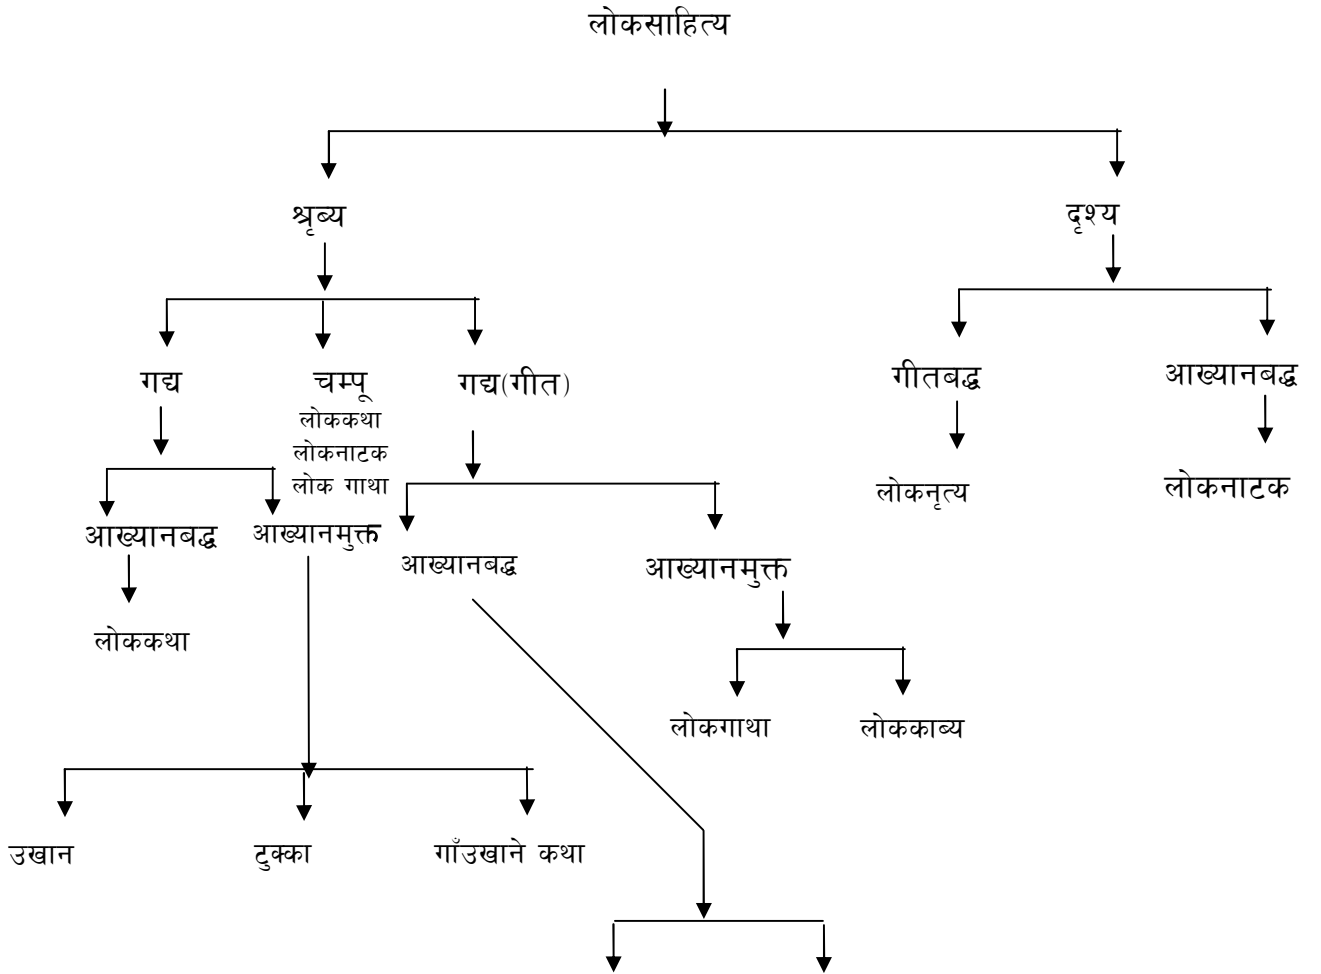 लोकसाहित्य
श्रृब्य
दृश्य
गद्य
चम्पू
गद्य(गीत)
गीतबद्ध
आख्यानबद्ध
लोककथा
लोकनाटक
लोक गाथा
लोकनृत्य
लोकनाटक
आख्यानबद्ध
आख्यानमुक्त
आख्यानबद्ध
आख्यानमुक्त
लोककथा
लोकगाथा
लोककाब्य
उखान
टुक्का
गाँउखाने कथा